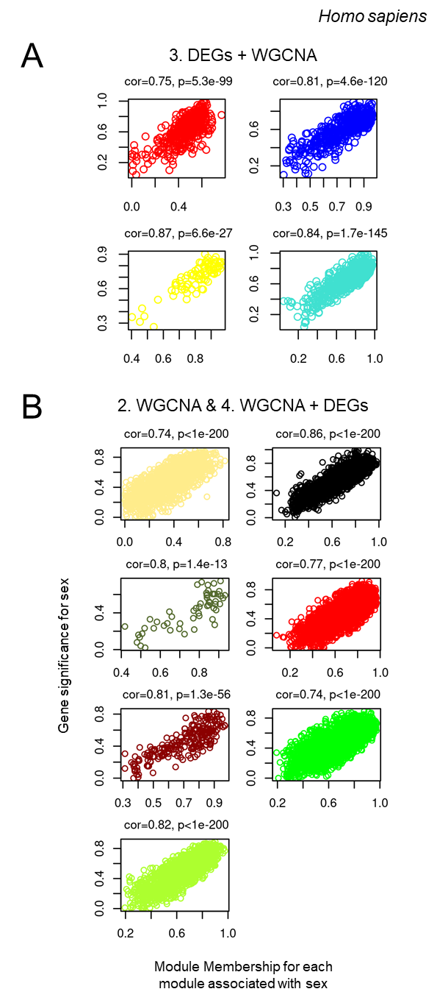 Homo sapiens
A
3. DEGs + WGCNA
cor=0.75, p=5.3e-99
cor=0.81, p=4.6e-120
0.2 0.6 1.0
0.0 0.4
0.2 0.6
0.3 0.5 0.7 0.9
cor=0.87, p=6.6e-27
cor=0.84, p=1.7e-145
0.3 0.6 0.9
0.4 0.6 0.8
0.2 0.6 1.0
0.2 0.6 1.0
B
2. WGCNA & 4. WGCNA + DEGs
cor=0.74, p<1e-200
cor=0.86, p<1e-200
0.0 0.4 0.8
0.0 0.4 0.8
0.0 0.4 0.8
0.2 0.6 1.0
cor=0.8, p=1.4e-13
cor=0.77, p<1e-200
0.0 0.4
0.4 0.6 0.8
0.0 0.4 0.8
0.2 0.6 1.0
cor=0.81, p=1.3e-56
cor=0.74, p<1e-200
0.0 0.4 0.8
0.3 0.5 0.7 0.9
0.0 0.4 0.8
0.2 0.6 1.0
cor=0.82, p<1e-200
0.0 0.4 0.8
0.2 0.6 1.0
Gene significance for sex
Module Membership for each
module associated with sex